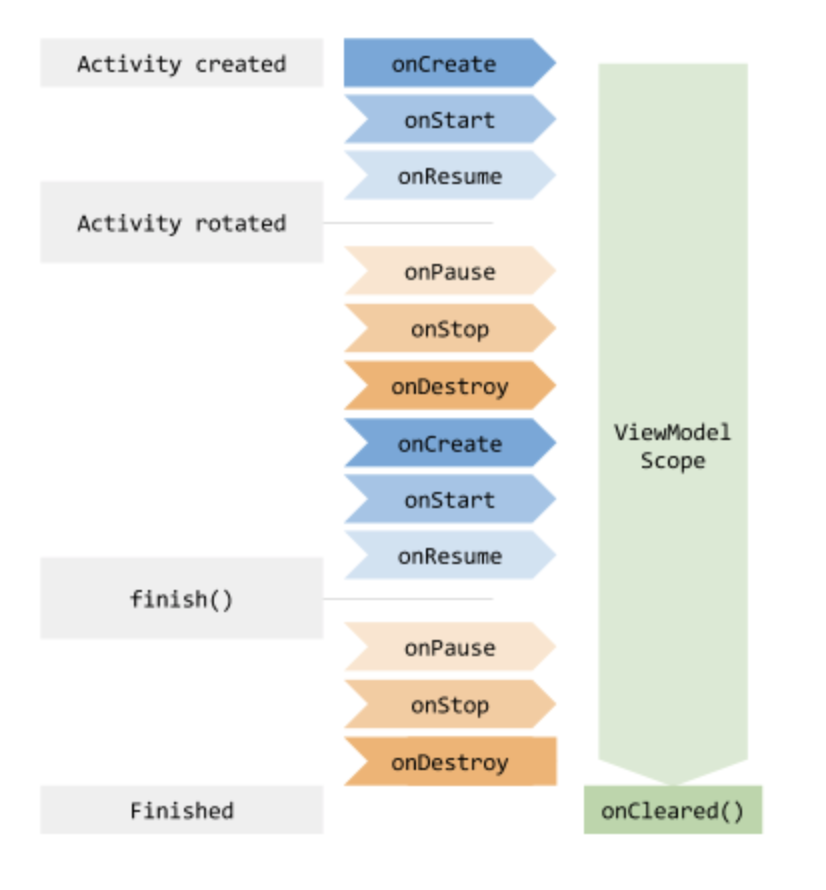 Activity created
onCreate
onStart
onResume
Activity rotated
onPause
onStop
onDestroy
onCreate
onStart
onResume
ViewModel
Scope
finish()
onPause
onStop
onDestroy
Finished
onCleared()